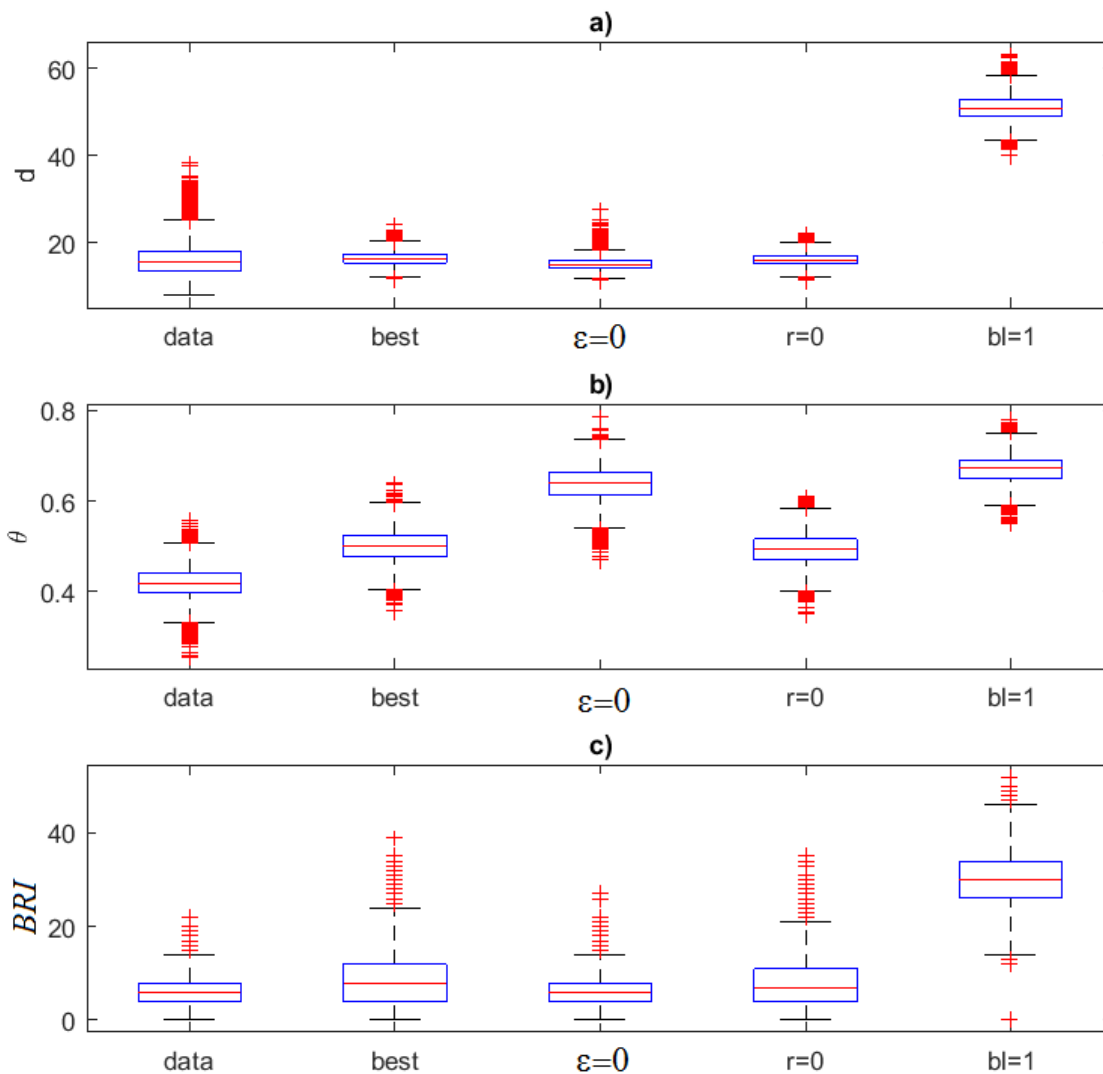 a)
60
40
20
d
data best ε=0 r=0 bl=1
b)
0.8
0.6
0.4
θ
data best ε=0 r=0 bl=1
c)
40
20
0
BRI
data best ε=0 r=0 bl=1